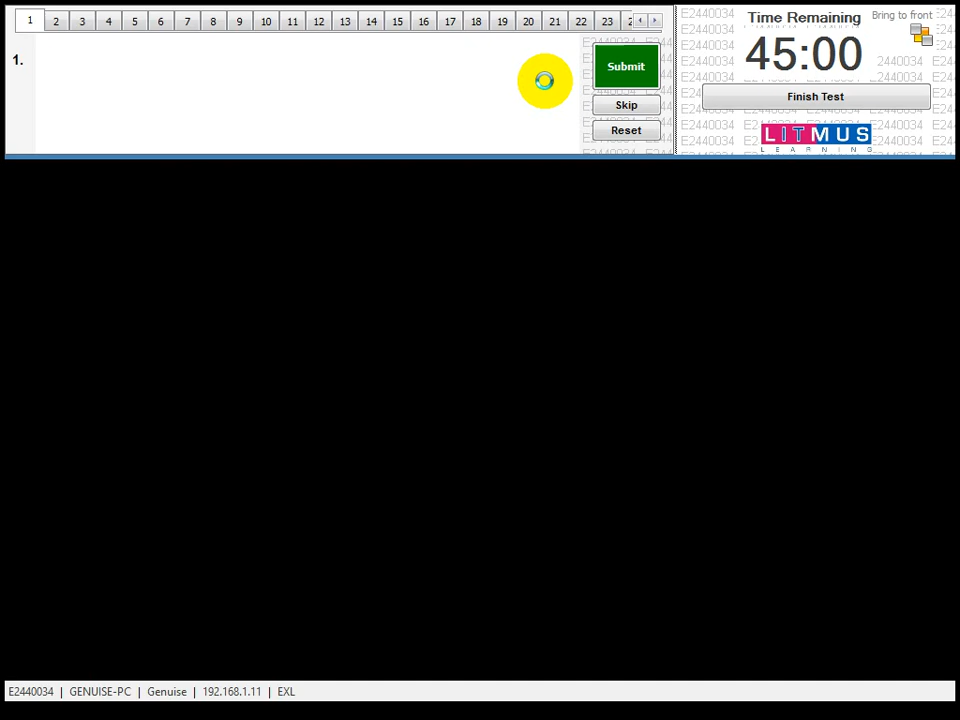 1 2 3 4 5 6 7 8 9 10 11 12 13 14 15 16 17 18 19 20 21 22 23
Time Remaining
Bring to front
1.
Submit
45:00
Skip
Finish Test
Reset
LITMUS
LEARNING
E2440034
E2440034 | GENUISE-PC | Genuise | 192.168.1.11 | EXL